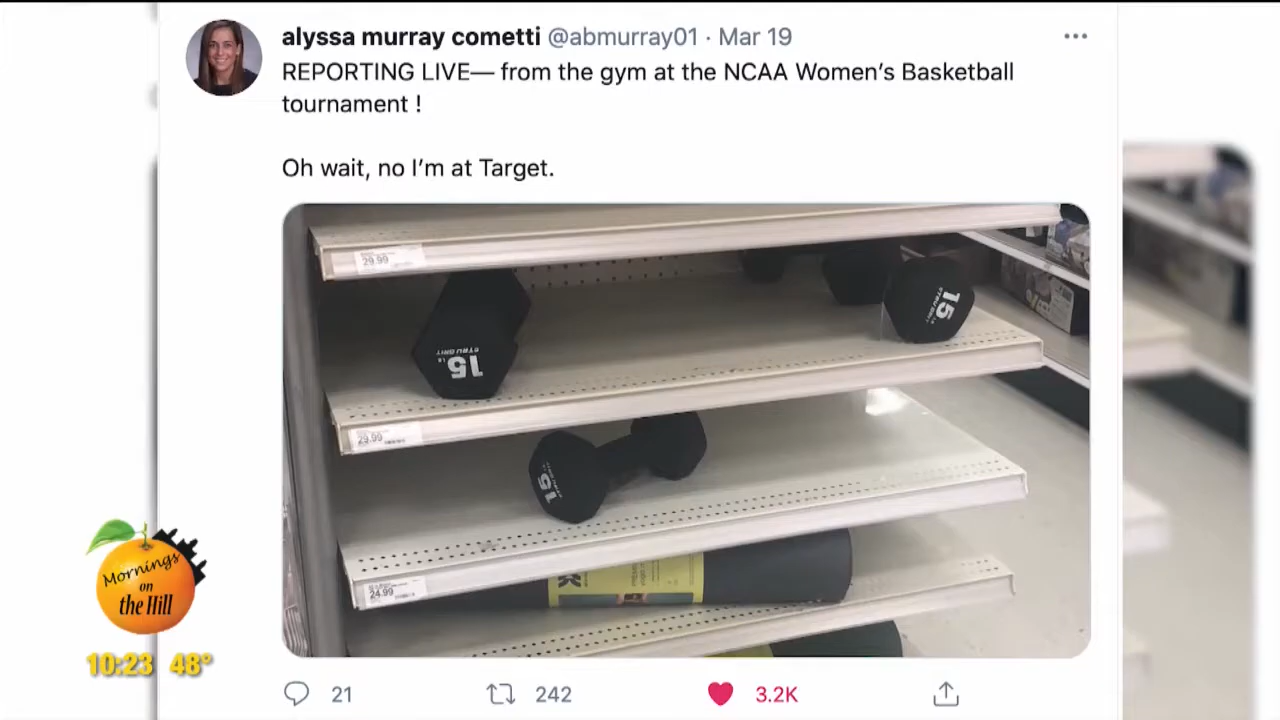 alyssa murray cometti @abmurray01 · Mar 19
REPORTING LIVE— from the gym at the NCAA Women's Basketball
tournament !
Oh wait, no I'm at Target.
29.99
15
15
29.99
15
24.99
Mornings
on
the Hill
10:23 48°
21 242 3.2K